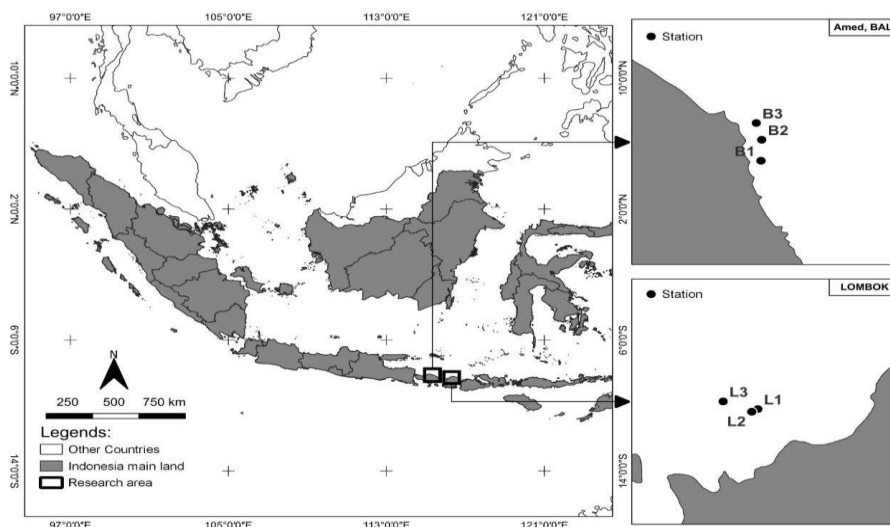 97°0'0"E 105°0'0"E 113°0'0"E 121°0'0"E
10°0'0"N
2°0'0"N
6°0'0"S
14°0'0"S
10°0'0"N
2°0'0"N
6°0'0"S
14°0'0"S
N
250 500 750 km
Legends:
Other Countries
Indonesia main land
Research area
97°0'0"E 105°0'0"E 113°0'0"E 121°0'0"E
Amed, BAL
Station
B3
B2
B1
LOMBOK
Station
L3
L1
L2